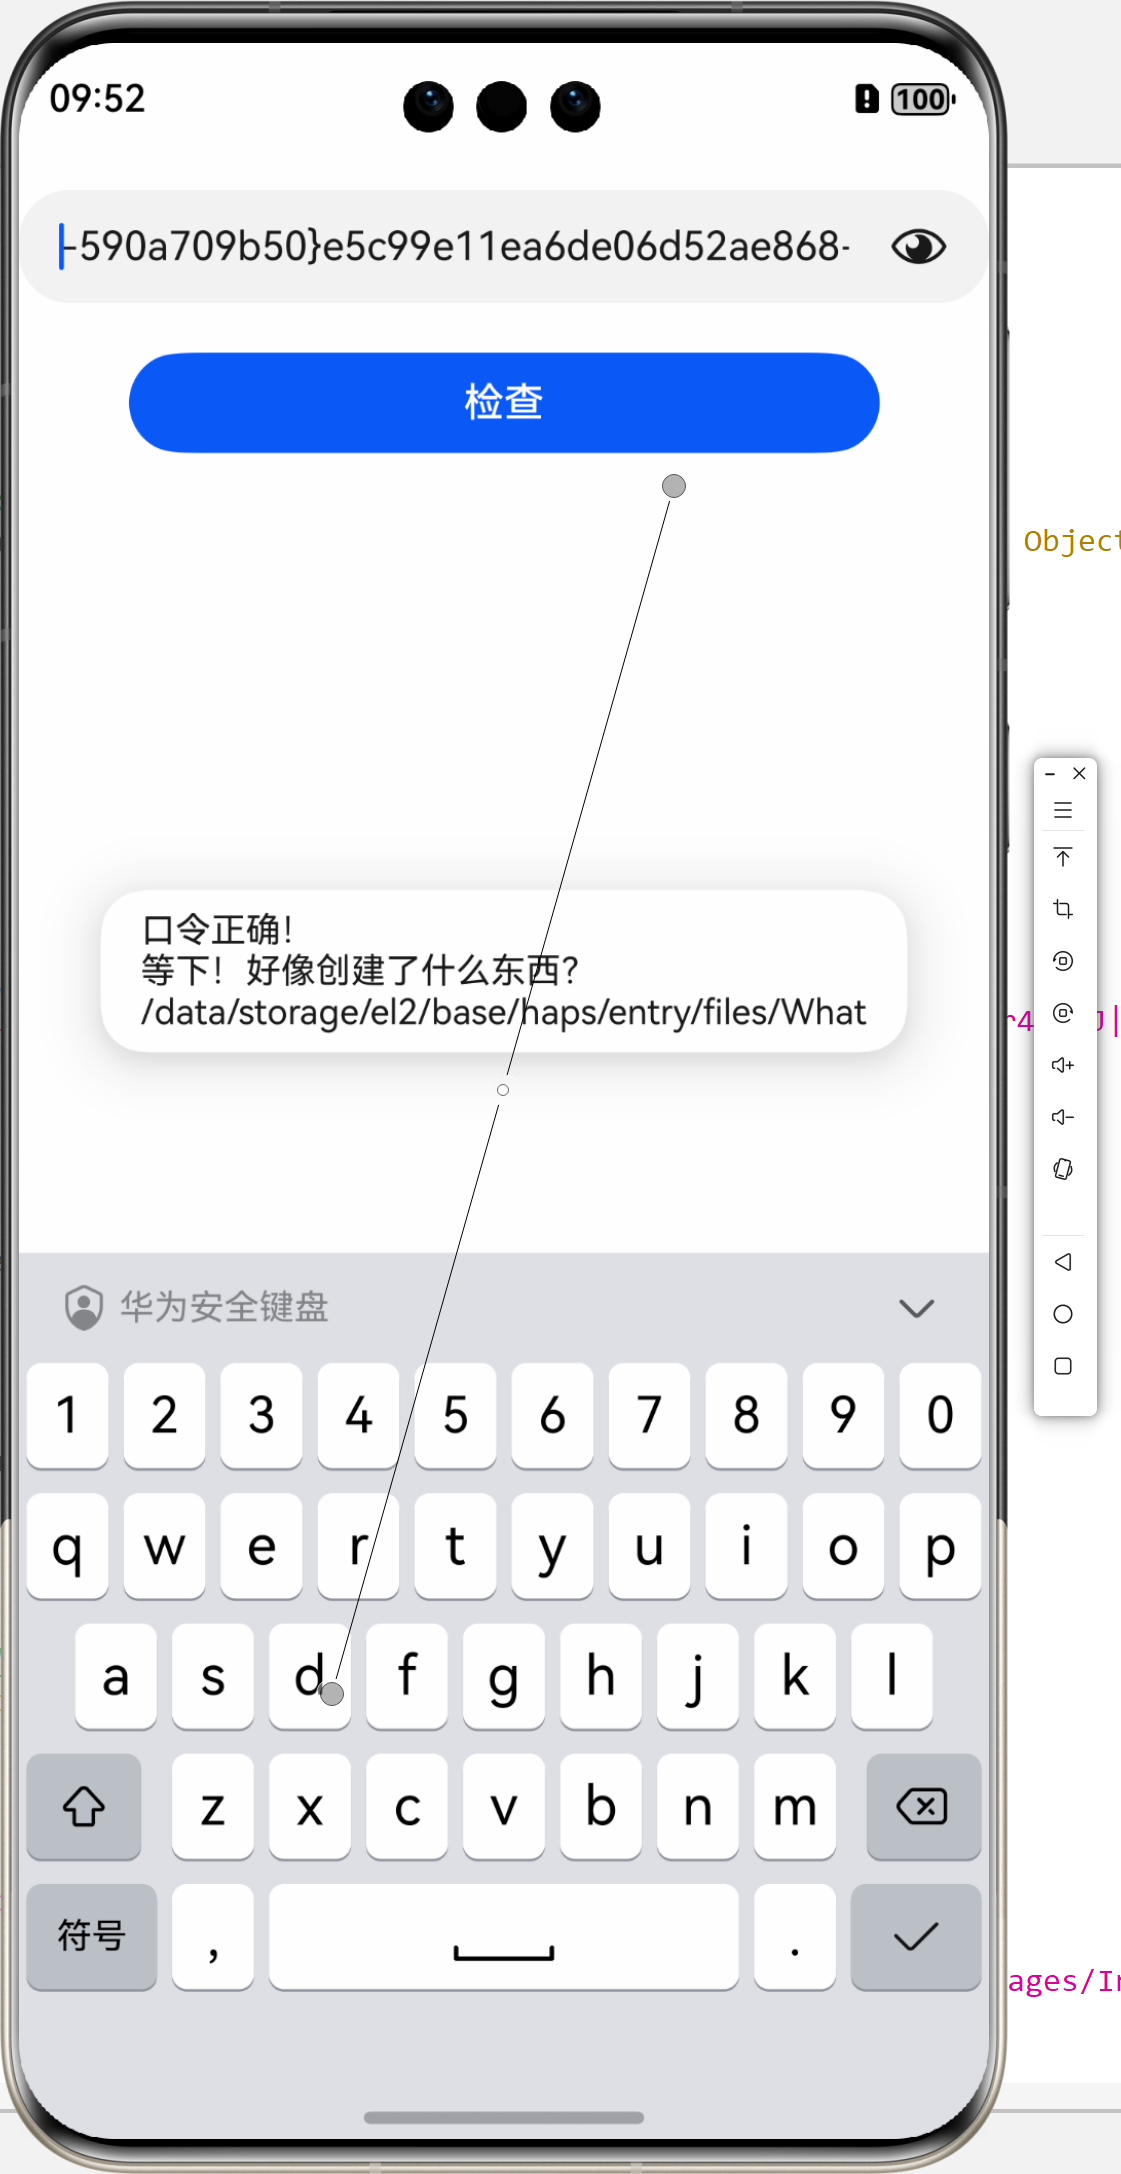 09:52
100
-590a709b50}e5c99e11ea6de06d52ae868-
检查
Object
口令正确！
等下！好像创建了什么东西？
/data/storage/el2/base/haps/entry/files/What
华为安全键盘
1 2 3 4 5 6 7 8 9 0
q w e r t y u i o p
a s d f g h j k l
z x c v b n m
符号 , .
ages/In